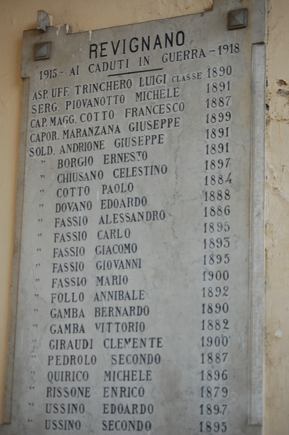 REVIGNANO
1915 - AI CADUTI IN GUERRA - 1918
ASP. UFF. TRINCHERO LUIGI CLASSE 1890
SERG. PIOVANOTTO MICHELE 1891
CAP. MAGG. COTTO FRANCESCO 1887
CAPOR. MARANZANA GIUSEPPE 1899
SOLD. ANDRIONE GIUSEPPE 1891
" BORGIO ERNESTO 1891
" CHIUSANO CELESTINO 1897
" COTTO PAOLO 1884
" DOVANO EDOARDO 1888
" FASSIO ALESSANDRO 1886
" FASSIO CARLO 1895
" FASSIO GIACOMO 1893
" FASSIO GIOVANNI 1895
" FASSIO MARIO 1900
" FOLLO ANNIBALE 1892
" GAMBA BERNARDO 1890
" GAMBA VITTORIO 1882
" GIRAUDI CLEMENTE 1900
" PEDROLO SECONDO 1887
" QUIRICO MICHELE 1896
" RISSONE ENRICO 1879
" USSINO EDOARDO 1897
" USSINO SECONDO 1895